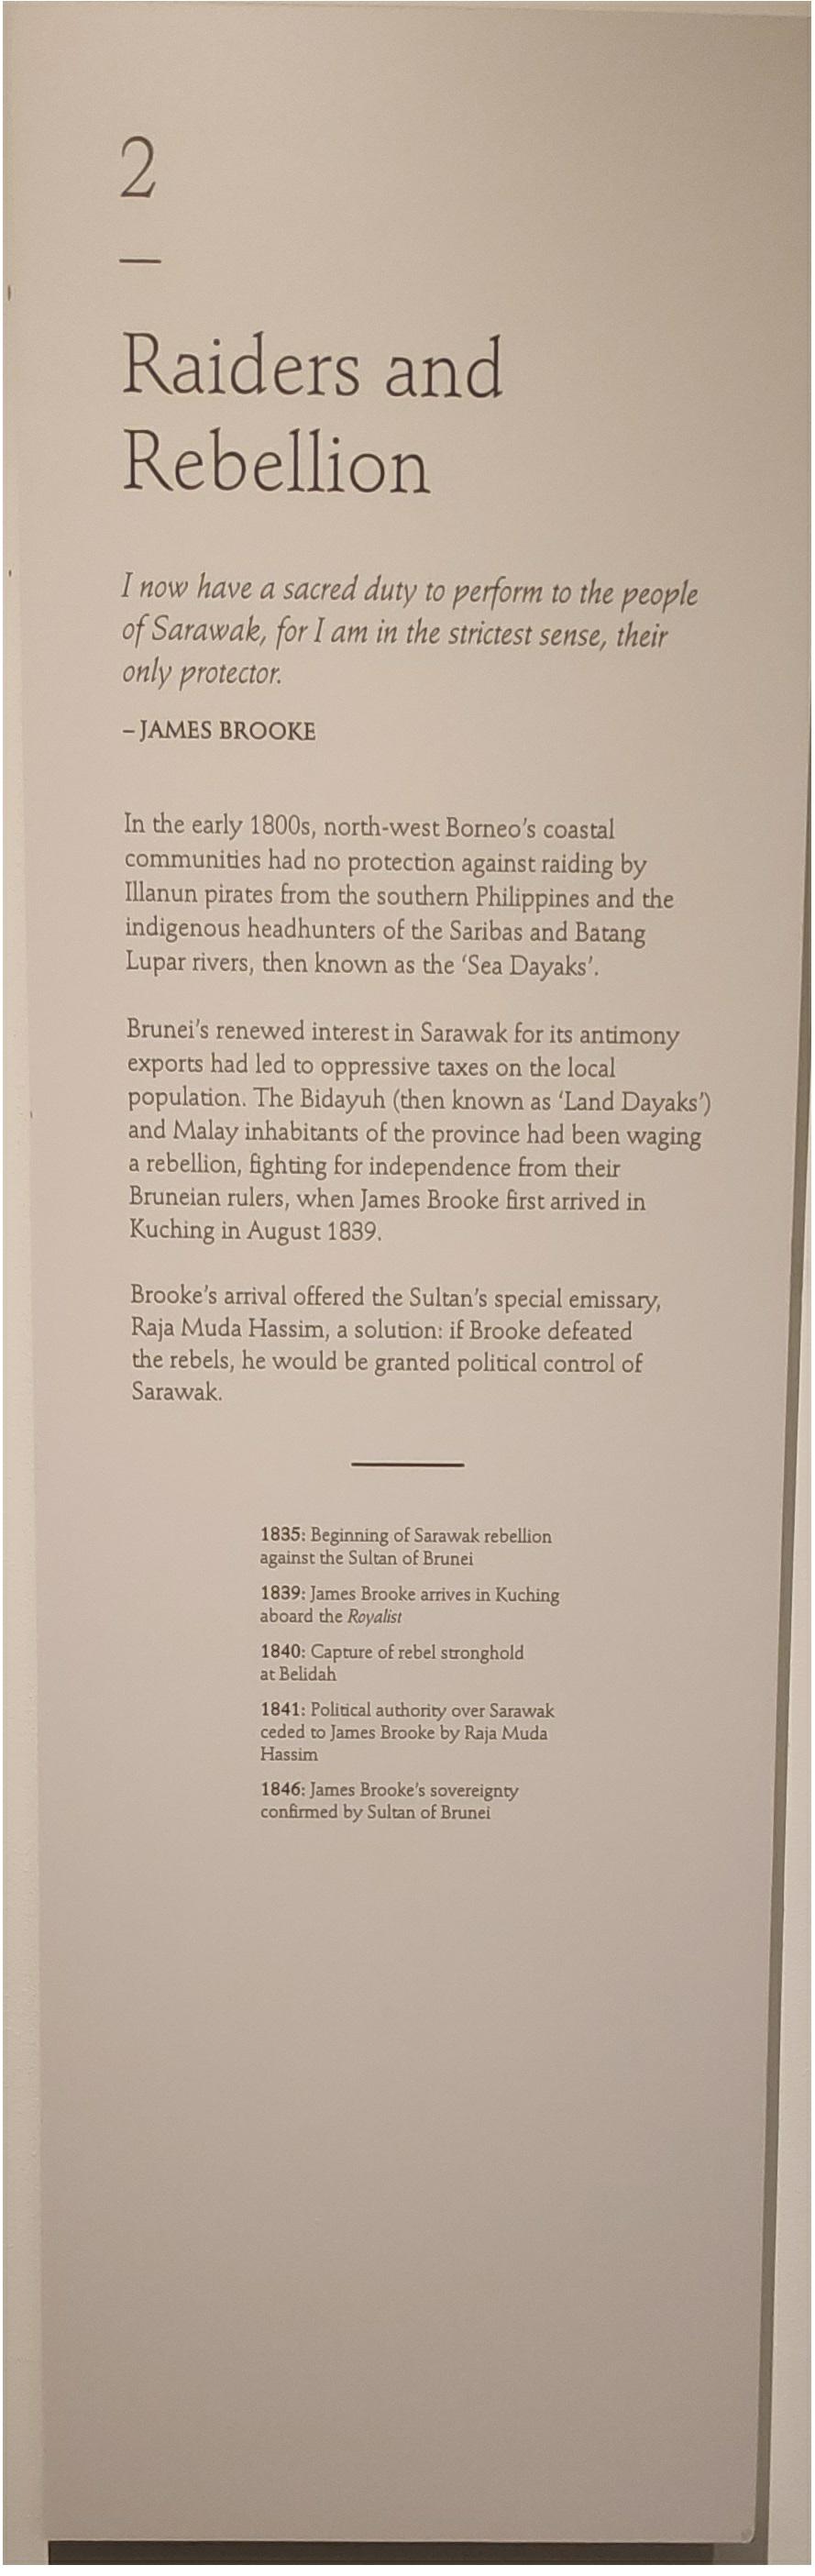 2
Raiders and
Rebellion
I now have a sacred duty to perform to the people
of Sarawak, for I am in the strictest sense, their
only protector.
– JAMES BROOKE
In the early 1800s, north-west Borneo's coastal
communities had no protection against raiding by
Illanun pirates from the southern Philippines and the
indigenous headhunters of the Saribas and Batang
Lupar rivers, then known as the 'Sea Dayaks'.
Brunei's renewed interest in Sarawak for its antimony
exports had led to oppressive taxes on the local
population. The Bidayuh (then known as 'Land Dayaks')
and Malay inhabitants of the province had been waging
a rebellion, fighting for independence from their
Bruneian rulers, when James Brooke first arrived in
Kuching in August 1839.
Brooke's arrival offered the Sultan's special emissary,
Raja Muda Hassim, a solution: if Brooke defeated
the rebels, he would be granted political control of
Sarawak.
1835: Beginning of Sarawak rebellion
against the Sultan of Brunei
1839: James Brooke arrives in Kuching
aboard the Royalist
1840: Capture of rebel stronghold
at Belidah
1841: Political authority over Sarawak
ceded to James Brooke by Raja Muda
Hassim
1846: James Brooke's sovereignty
confirmed by Sultan of Brunei